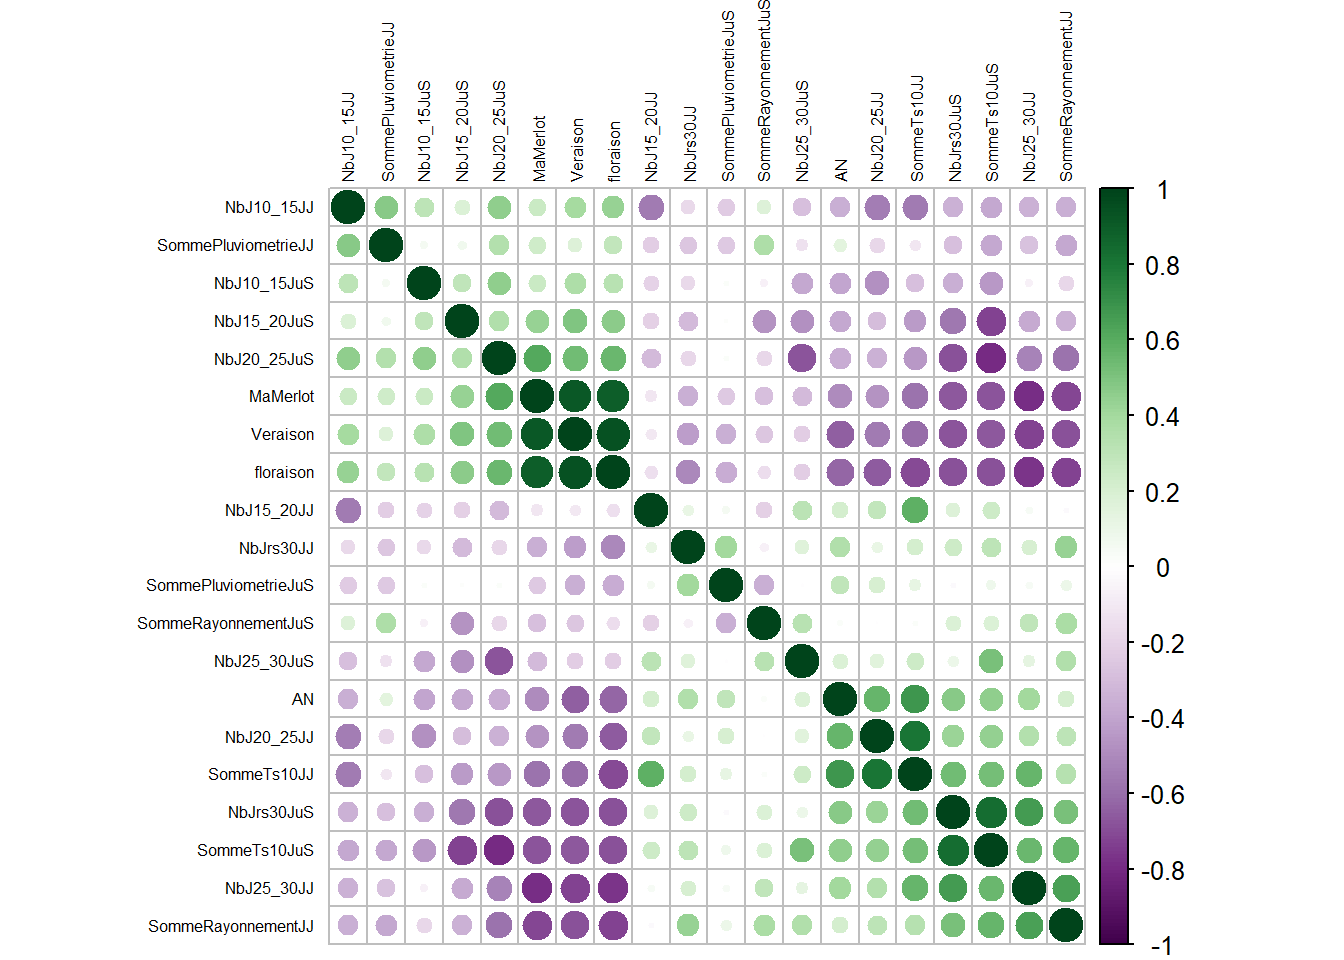 NbJ10_15JJ
SommePluviometrieJJ
NbJ10_15JuS
NbJ15_20JuS
NbJ20_25JuS
MaMerlot
Veraison
floraison
NbJ15_20JJ
NbJrs30JJ
SommePluviometrieJuS
SommeRayonnementJuS
NbJ25_30JuS
AN
NbJ20_25JJ
SommeTs10JJ
NbJrs30JuS
SommeTs10JuS
NbJ25_30JJ
SommeRayonnementJJ
NbJ10_15JJ
SommePluviometrieJJ
NbJ10_15JuS
NbJ15_20JuS
NbJ20_25JuS
MaMerlot
Veraison
floraison
NbJ15_20JJ
NbJrs30JJ
SommePluviometrieJuS
SommeRayonnementJuS
NbJ25_30JuS
AN
NbJ20_25JJ
SommeTs10JJ
NbJrs30JuS
SommeTs10JuS
NbJ25_30JJ
SommeRayonnementJJ
1
0.8
0.6
0.4
0.2
0
-0.2
-0.4
-0.6
-0.8
-1